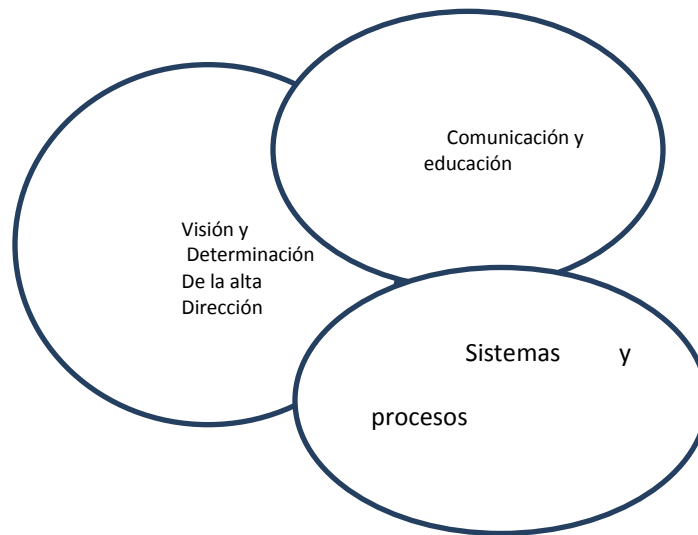 Comunicación y
educación
Visión y
Determinación
De la alta
Dirección
Sistemas y
procesos